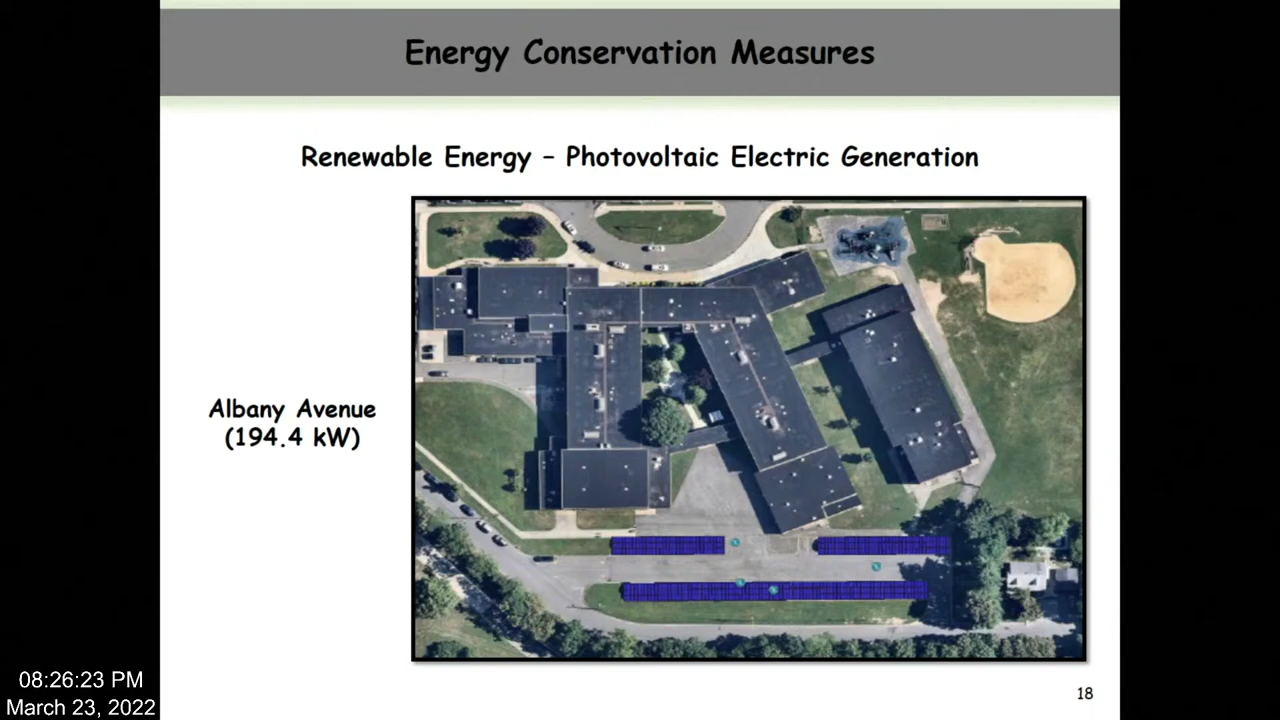 Energy Conservation Measures
Renewable Energy – Photovoltaic Electric Generation
Albany Avenue
(194.4 kW)
18
08:26:23 PM
March 23, 2022